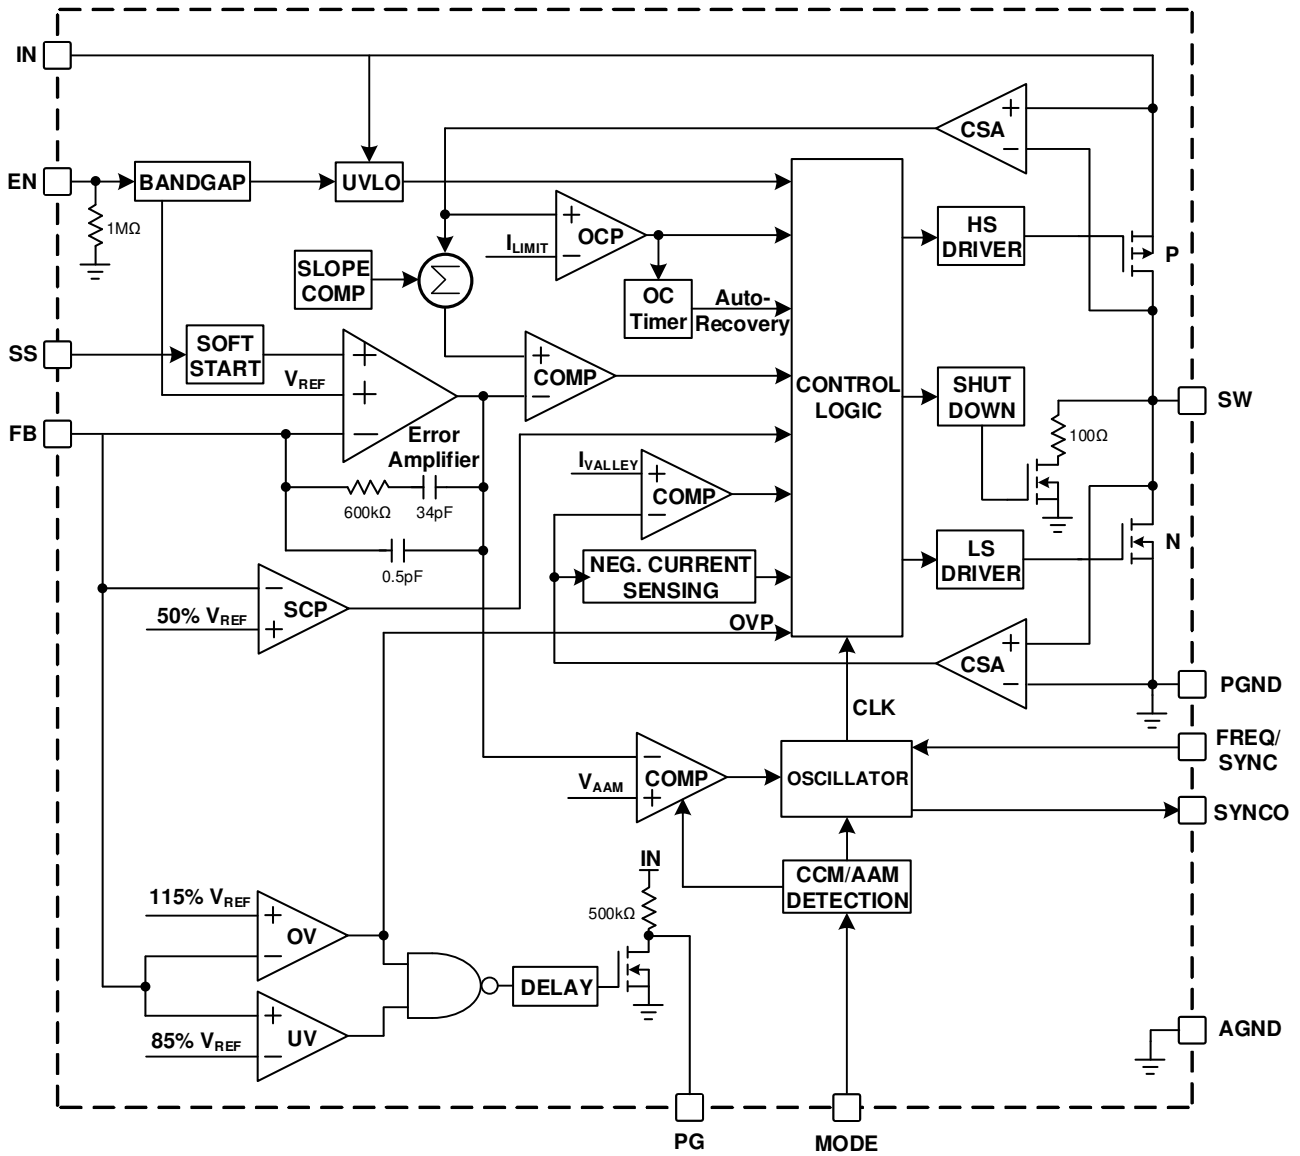 IN
CSA
+
−
EN
BANDGAP
UVLO
1MΩ
+
−
OCP
I_LIMIT
HS
DRIVER
P
SLOPE
COMP
Σ
OC
Timer
Auto-
Recovery
SS
SOFT
START
V_REF
+
+
−
+
−
COMP
CONTROL
LOGIC
SHUT
DOWN
SW
100Ω
FB
Error
Amplifier
600kΩ
34pF
0.5pF
I_VALLEY
+
−
COMP
NEG. CURRENT
SENSING
LS
DRIVER
N
−
+
SCP
50% V_REF
OVP
CSA
+
−
PGND
CLK
FREQ/
SYNC
−
+
COMP
V_AAM
OSCILLATOR
SYNCO
CCM/AAM
DETECTION
IN
500kΩ
115% V_REF
+
−
OV
DELAY
+
−
UV
85% V_REF
AGND
PG
MODE